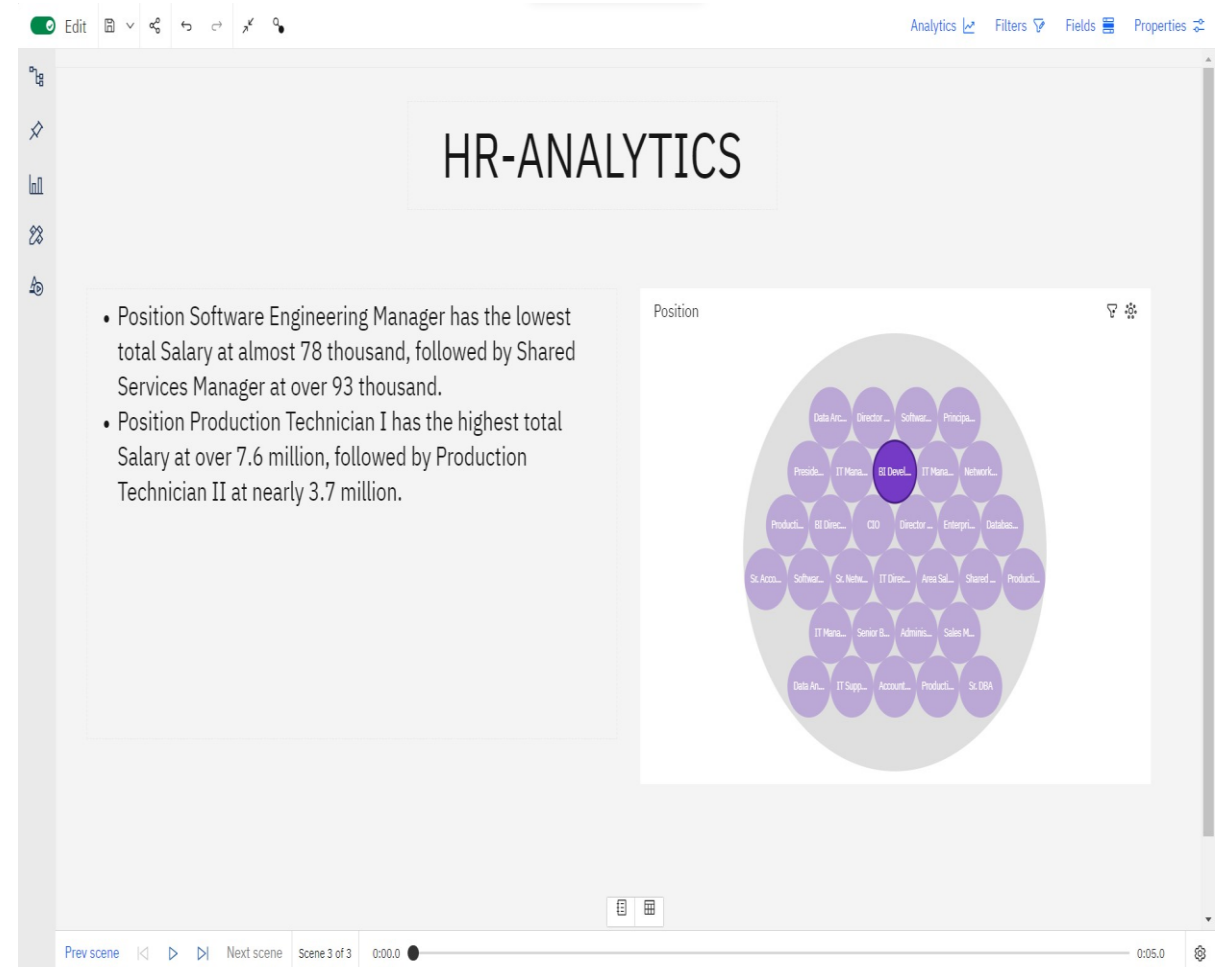 Edit
Analytics
Filters
Fields
Properties
HR-ANALYTICS
• Position Software Engineering Manager has the lowest
total Salary at almost 78 thousand, followed by Shared
Services Manager at over 93 thousand.
• Position Production Technician I has the highest total
Salary at over 7.6 million, followed by Production
Technician II at nearly 3.7 million.
Position
Data Arc... Director ... Softwar... Principa...
Preside... IT Mana... BI Devel... IT Mana... Network...
Producti... BI Direc... CIO Director ... Enterpri... Databas...
Sr. Acco... Softwar... Sr. Netw... IT Direc... Area Sal... Shared ... Producti...
IT Mana... Senior B... Adminis... Sales M...
Data An... IT Supp... Account... Producti... Sr. DBA
Prev scene
Next scene
Scene 3 of 3
0:00.0
0:05.0